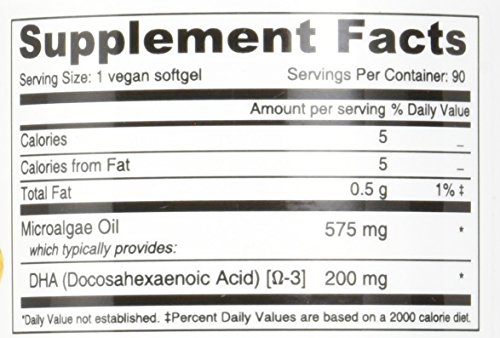 Supplement Facts
Serving Size: 1 vegan softgel Servings Per Container: 90
Amount per serving % Daily Value
Calories 5 _
Calories from Fat 5 _
Total Fat 0.5 g 1% ‡
Microalgae Oil 575 mg *
which typically provides:
DHA (Docosahexaenoic Acid) [Ω-3] 200 mg *
*Daily Value not established. ‡Percent Daily Values are based on a 2000 calorie diet.